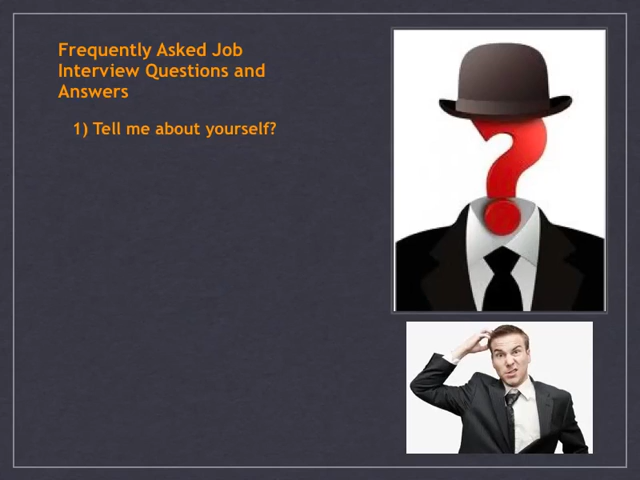 Frequently Asked Job
Interview Questions and
Answers
1) Tell me about yourself?